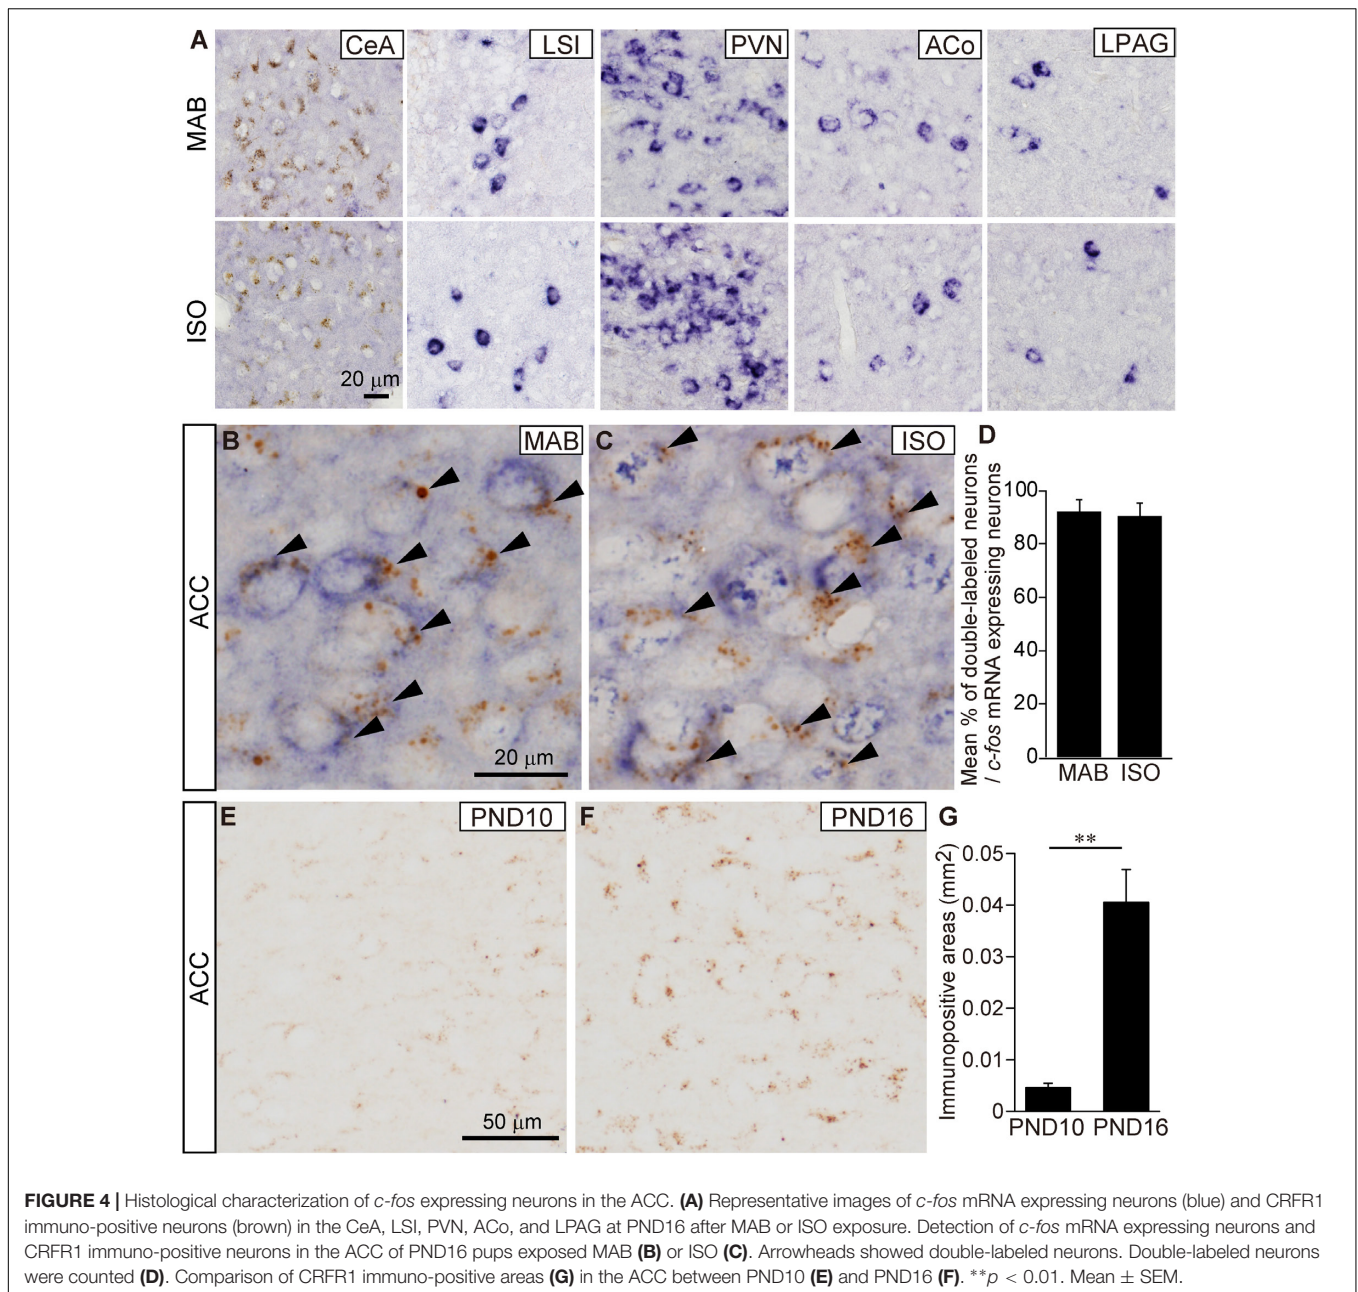 A
CeA
LSI
PVN
ACo
LPAG
MAB
ISO
20 μm
ACC
B
MAB
C
ISO
D
20 μm
Mean % of double-labeled neurons
/ c-fos mRNA expressing neurons
100
80
60
40
20
0
MAB
ISO
ACC
E
PND10
F
PND16
G
50 μm
**
Immunopositive areas (mm2)
0.05
0.04
0.03
0.02
0.01
0
PND10
PND16
FIGURE 4 | Histological characterization of c-fos expressing neurons in the ACC. (A) Representative images of c-fos mRNA expressing neurons (blue) and CRFR1
immuno-positive neurons (brown) in the CeA, LSI, PVN, ACo, and LPAG at PND16 after MAB or ISO exposure. Detection of c-fos mRNA expressing neurons and
CRFR1 immuno-positive neurons in the ACC of PND16 pups exposed MAB (B) or ISO (C). Arrowheads showed double-labeled neurons. Double-labeled neurons
were counted (D). Comparison of CRFR1 immuno-positive areas (G) in the ACC between PND10 (E) and PND16 (F). **p < 0.01. Mean ± SEM.